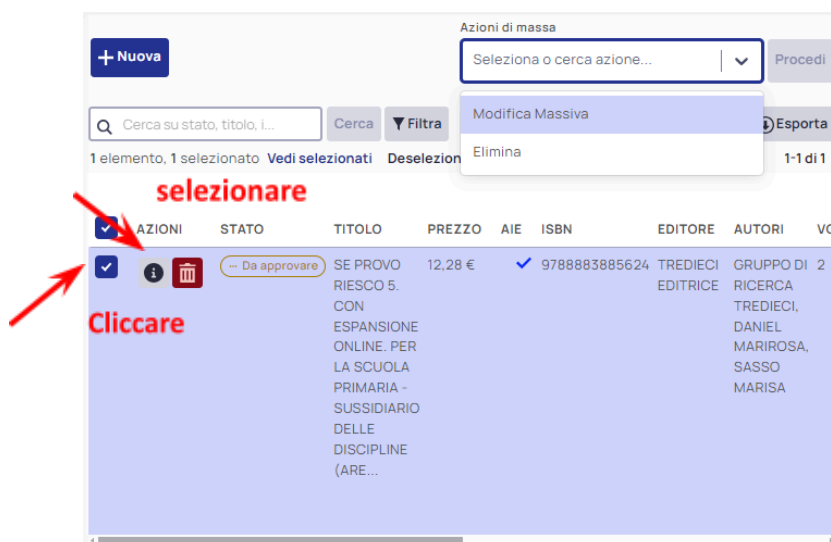 Azioni di massa
+ Nuova
Seleziona o cerca azione...
Procedi
Modifica Massiva
Elimina
Cerca su stato, titolo, i...
Cerca
Filtra
Esporta
1 elemento, 1 selezionato Vedi selezionati Deselezion
1-1 di 1
selezionare
AZIONI STATO TITOLO PREZZO AIE ISBN EDITORE AUTORI VO
Da approvare
SE PROVO
RIESCO 5.
CON
ESPANSIONE
ONLINE. PER
LA SCUOLA
PRIMARIA -
SUSSIDIARIO
DELLE
DISCIPLINE
(ARE...
12,28 €
9788883885624
TREDIECI
EDITRICE
GRUPPO DI
RICERCA
TREDIECI,
DANIEL
MARIROSA,
SASSO
MARISA
2
Cliccare